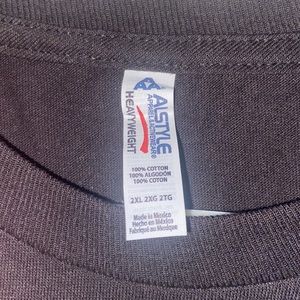 ALSTYLE
APPAREL & ACTIVEWEAR®
HEAVYWEIGHT
100% COTTON
100% ALGODÓN
100% COTON
2XL 2XG 2TG
Made in Mexico
Hecho en México
Fabriqué au Mexique